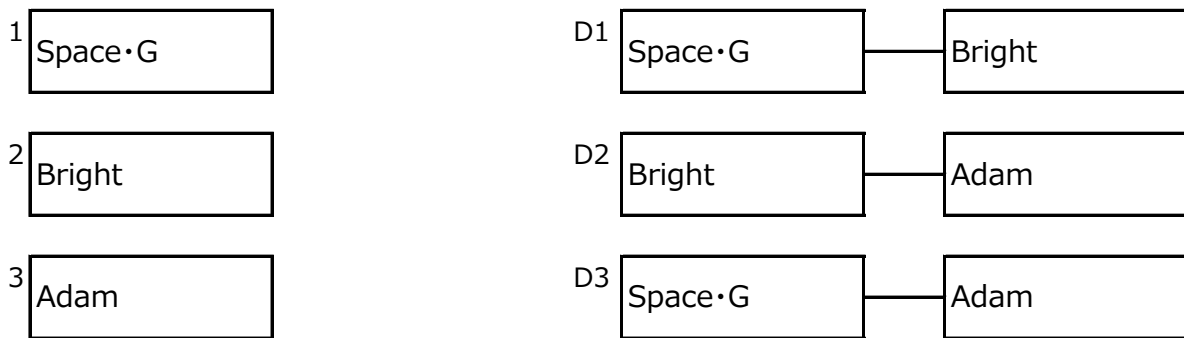 1 Space・G
2 Bright
3 Adam
D1 Space・G Bright
D2 Bright Adam
D3 Space・G Adam